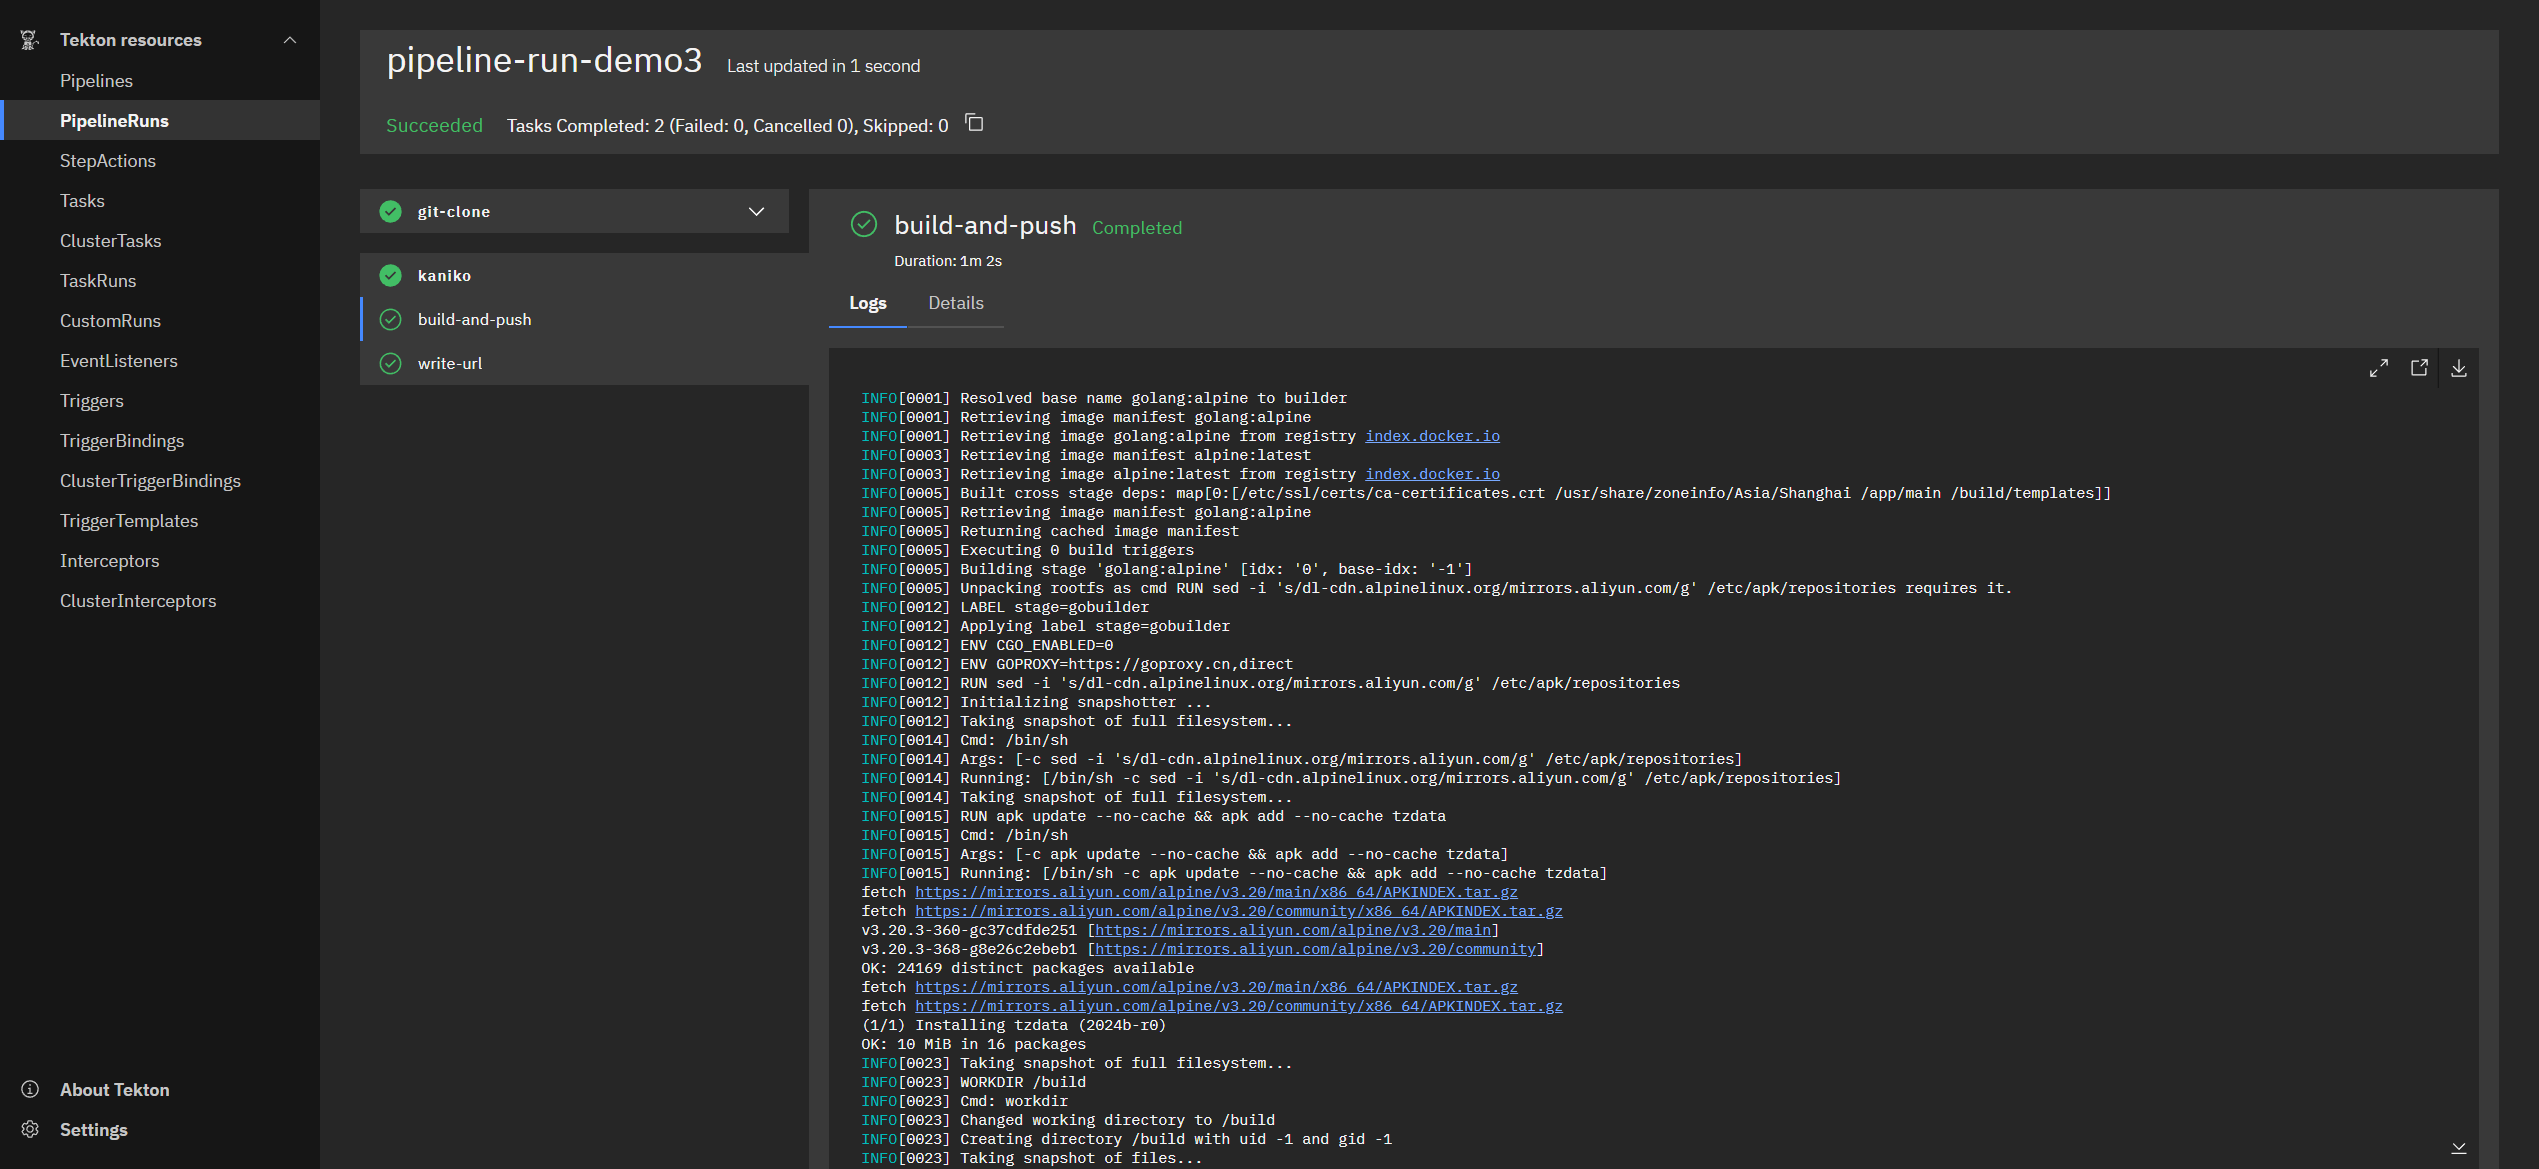 Tekton resources
Pipelines
PipelineRuns
StepActions
Tasks
ClusterTasks
TaskRuns
CustomRuns
EventListeners
Triggers
TriggerBindings
ClusterTriggerBindings
TriggerTemplates
Interceptors
ClusterInterceptors
About Tekton
Settings
pipeline-run-demo3 Last updated in 1 second
Succeeded Tasks Completed: 2 (Failed: 0, Cancelled 0), Skipped: 0
git-clone
kaniko
build-and-push
write-url
build-and-push Completed
Duration: 1m 2s
Logs Details
INFO[0001] Resolved base name golang:alpine to builder
INFO[0001] Retrieving image manifest golang:alpine
INFO[0001] Retrieving image golang:alpine from registry index.docker.io
INFO[0003] Retrieving image manifest alpine:latest
INFO[0003] Retrieving image alpine:latest from registry index.docker.io
INFO[0005] Built cross stage deps: map[0:[/etc/ssl/certs/ca-certificates.crt /usr/share/zoneinfo/Asia/Shanghai /app/main /build/templates]]
INFO[0005] Retrieving image manifest golang:alpine
INFO[0005] Returning cached image manifest
INFO[0005] Executing 0 build triggers
INFO[0005] Building stage 'golang:alpine' [idx: '0', base-idx: '-1']
INFO[0005] Unpacking rootfs as cmd RUN sed -i 's/dl-cdn.alpinelinux.org/mirrors.aliyun.com/g' /etc/apk/repositories requires it.
INFO[0012] LABEL stage=gobuilder
INFO[0012] Applying label stage=gobuilder
INFO[0012] ENV CGO_ENABLED=0
INFO[0012] ENV GOPROXY=https://goproxy.cn,direct
INFO[0012] RUN sed -i 's/dl-cdn.alpinelinux.org/mirrors.aliyun.com/g' /etc/apk/repositories
INFO[0012] Initializing snapshotter ...
INFO[0012] Taking snapshot of full filesystem...
INFO[0014] Cmd: /bin/sh
INFO[0014] Args: [-c sed -i 's/dl-cdn.alpinelinux.org/mirrors.aliyun.com/g' /etc/apk/repositories]
INFO[0014] Running: [/bin/sh -c sed -i 's/dl-cdn.alpinelinux.org/mirrors.aliyun.com/g' /etc/apk/repositories]
INFO[0014] Taking snapshot of full filesystem...
INFO[0015] RUN apk update --no-cache && apk add --no-cache tzdata
INFO[0015] Cmd: /bin/sh
INFO[0015] Args: [-c apk update --no-cache && apk add --no-cache tzdata]
INFO[0015] Running: [/bin/sh -c apk update --no-cache && apk add --no-cache tzdata]
fetch https://mirrors.aliyun.com/alpine/v3.20/main/x86_64/APKINDEX.tar.gz
fetch https://mirrors.aliyun.com/alpine/v3.20/community/x86_64/APKINDEX.tar.gz
v3.20.3-360-gc37cdfde251 [https://mirrors.aliyun.com/alpine/v3.20/main]
v3.20.3-368-g8e26c2ebeb1 [https://mirrors.aliyun.com/alpine/v3.20/community]
OK: 24169 distinct packages available
fetch https://mirrors.aliyun.com/alpine/v3.20/main/x86_64/APKINDEX.tar.gz
fetch https://mirrors.aliyun.com/alpine/v3.20/community/x86_64/APKINDEX.tar.gz
(1/1) Installing tzdata (2024b-r0)
OK: 10 MiB in 16 packages
INFO[0023] Taking snapshot of full filesystem...
INFO[0023] WORKDIR /build
INFO[0023] Cmd: workdir
INFO[0023] Changed working directory to /build
INFO[0023] Creating directory /build with uid -1 and gid -1
INFO[0023] Taking snapshot of files...